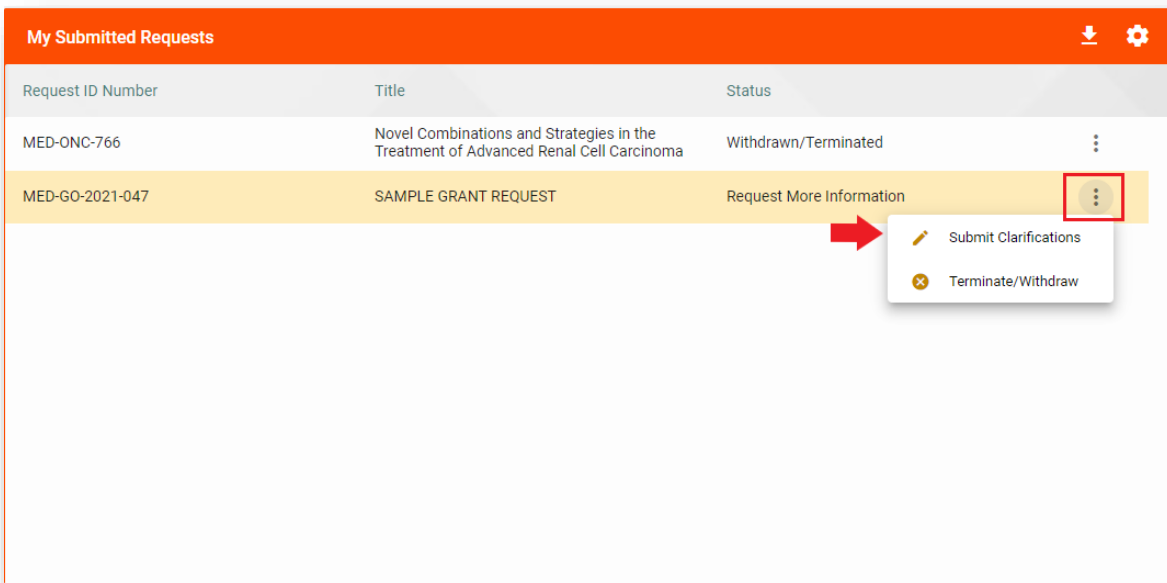 My Submitted Requests
Request ID Number Title Status
MED-ONC-766 Novel Combinations and Strategies in the Treatment of Advanced Renal Cell Carcinoma Withdrawn/Terminated
MED-GO-2021-047 SAMPLE GRANT REQUEST Request More Information
Submit Clarifications
Terminate/Withdraw